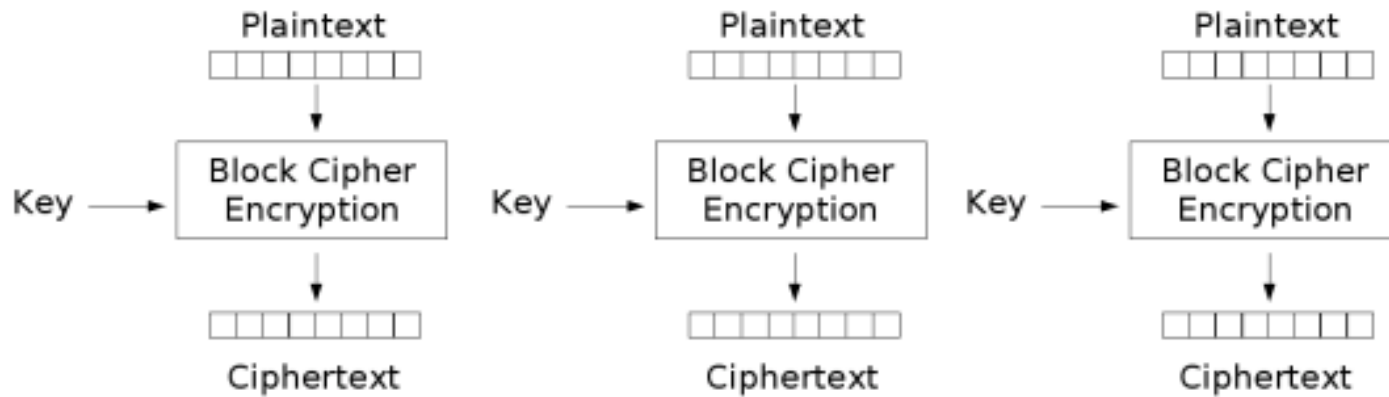 Plaintext
Plaintext
Plaintext
Key
Block Cipher
Encryption
Key
Block Cipher
Encryption
Key
Block Cipher
Encryption
Ciphertext
Ciphertext
Ciphertext